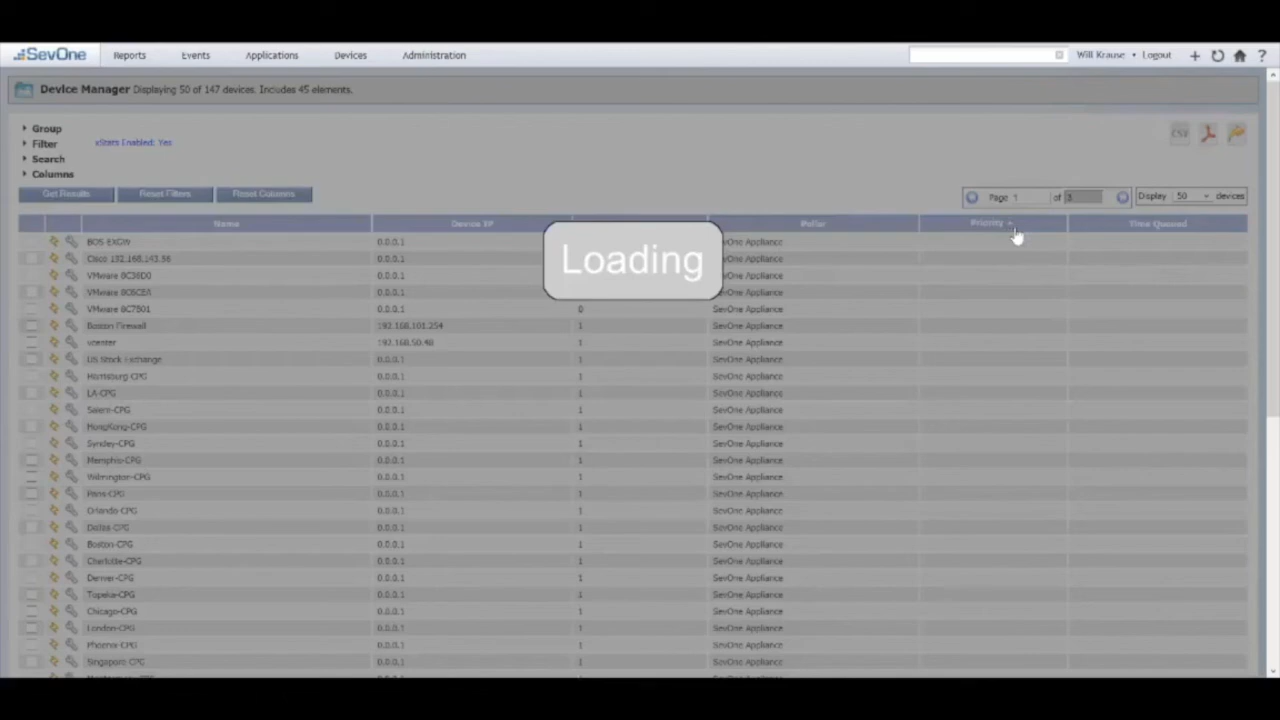 SevOne Reports Events Applications Devices Administration Will Krause • Logout + ?
Device Manager Displaying 50 of 147 devices. Includes 45 elements.
Group
Filter xStats Enabled: Yes
Search
Columns
CSV
Get Results Reset Filters Reset Columns Page 1 of 3 Display 50 devices
Name Device IP Poller Priority Time Queued
BOS-EXGW 0.0.0.1 SevOne Appliance
Cisco 192.168.143.56 0.0.0.1 SevOne Appliance
VMware 8C36D0 0.0.0.1 SevOne Appliance
VMware 0.0.0.1 SevOne Appliance
VMware 8C7B01 0.0.0.1 0 SevOne Appliance
Boston Firewall 192.168.101.254 1 SevOne Appliance
vcenter 192.168.50.48 1 SevOne Appliance
US Stock Exchange 0.0.0.1 1 SevOne Appliance
Harrisburg-CPG 0.0.0.1 1 SevOne Appliance
LA-CPG 0.0.0.1 1 SevOne Appliance
Salem-CPG 0.0.0.1 1 SevOne Appliance
HongKong-CPG 0.0.0.1 1 SevOne Appliance
Syndey-CPG 0.0.0.1 1 SevOne Appliance
Memphis-CPG 0.0.0.1 1 SevOne Appliance
Wilmington-CPG 0.0.0.1 1 SevOne Appliance
Paris-CPG 0.0.0.1 1 SevOne Appliance
Orlando-CPG 0.0.0.1 1 SevOne Appliance
Dallas-CPG 0.0.0.1 1 SevOne Appliance
Boston-CPG 0.0.0.1 1 SevOne Appliance
Charlotte-CPG 0.0.0.1 1 SevOne Appliance
Denver-CPG 0.0.0.1 1 SevOne Appliance
Topeka-CPG 0.0.0.1 1 SevOne Appliance
Chicago-CPG 0.0.0.1 1 SevOne Appliance
London-CPG 0.0.0.1 1 SevOne Appliance
Phoenix-CPG 0.0.0.1 1 SevOne Appliance
Singapore-CPG 0.0.0.1 1 SevOne Appliance
Loading